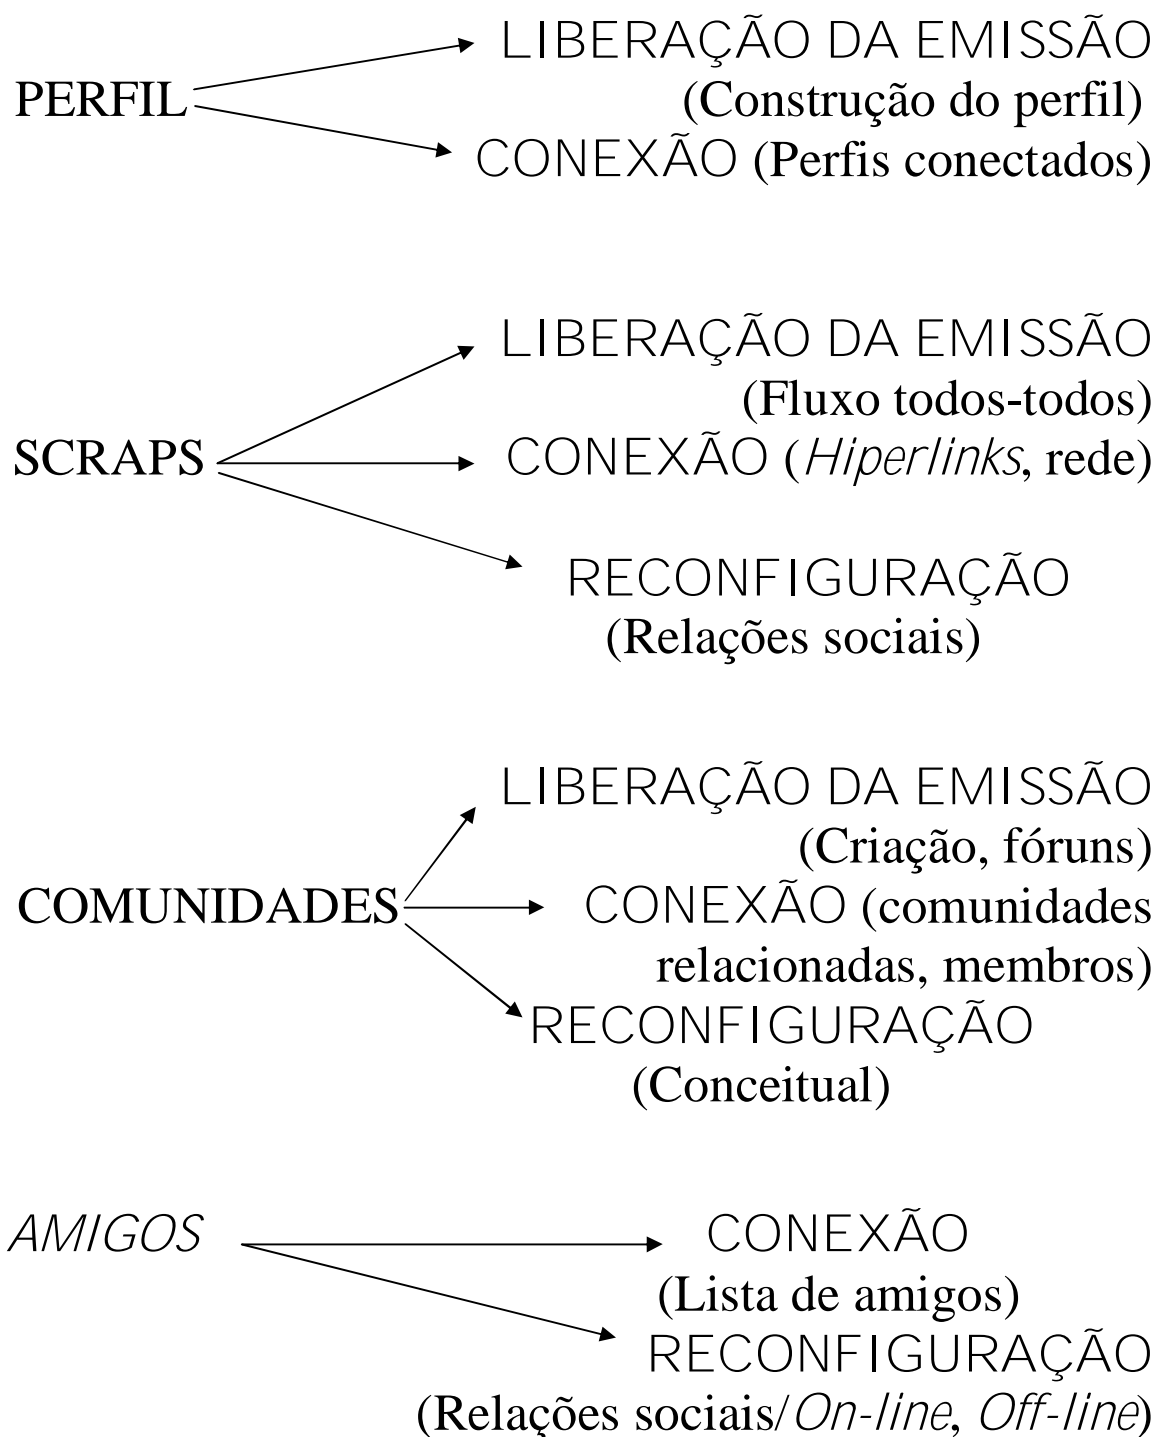 LIBERAÇÃO DA EMISSÃO
PERFIL
(Construção do perfil)
CONEXÃO (Perfis conectados)
LIBERAÇÃO DA EMISSÃO
(Fluxo todos-todos)
SCRAPS
CONEXÃO (Hiperlinks, rede)
RECONFIGURAÇÃO
(Relações sociais)
LIBERAÇÃO DA EMISSÃO
(Criação, fóruns)
COMUNIDADES
CONEXÃO (comunidades
relacionadas, membros)
RECONFIGURAÇÃO
(Conceitual)
AMIGOS
CONEXÃO
(Lista de amigos)
RECONFIGURAÇÃO
(Relações sociais/On-line, Off-line)